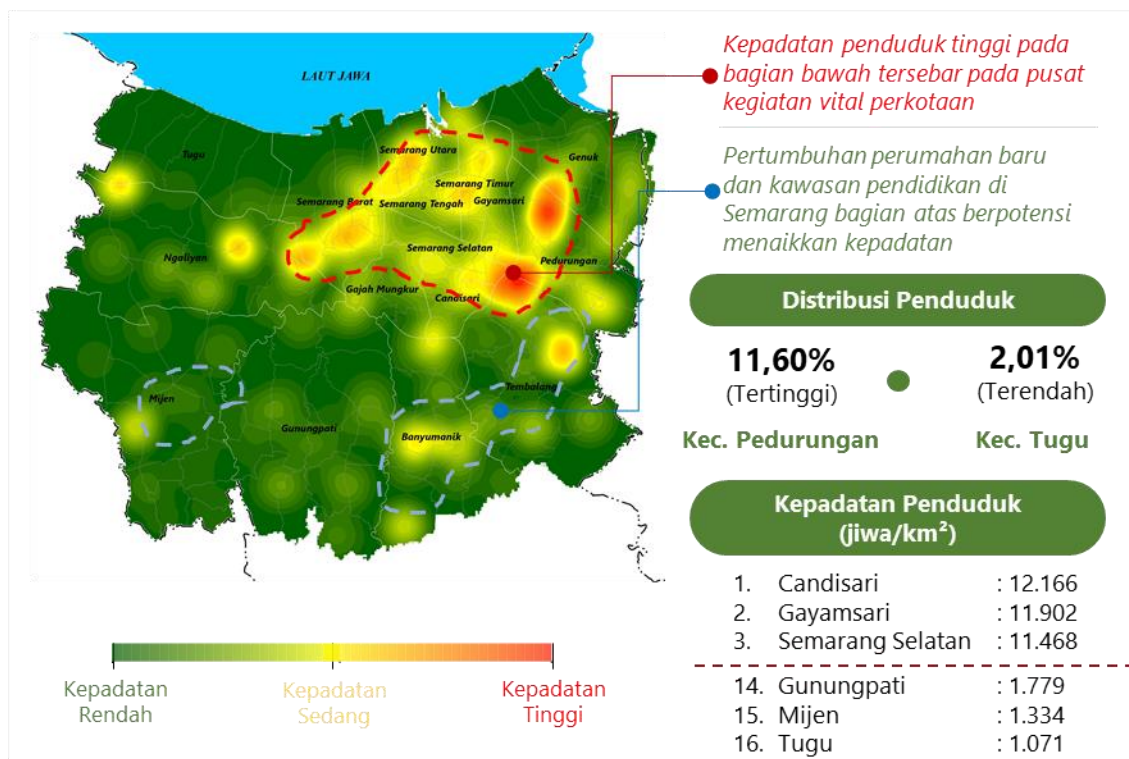 LAUT JAWA
Tugu
Semarang Utara
Genuk
Semarang Timur
Semarang Barat
Semarang Tengah
Gayamsari
Ngaliyan
Semarang Selatan
Pedurungan
Gajah Mungkur
Candisari
Mijen
Tembalang
Gunungpati
Banyumanik
Kepadatan
Rendah
Kepadatan
Sedang
Kepadatan
Tinggi
Kepadatan penduduk tinggi pada
bagian bawah tersebar pada pusat
kegiatan vital perkotaan
Pertumbuhan perumahan baru
dan kawasan pendidikan di
Semarang bagian atas berpotensi
menaikkan kepadatan
Distribusi Penduduk
11,60% 2,01%
(Tertinggi) (Terendah)
Kec. Pedurungan Kec. Tugu
Kepadatan Penduduk
(jiwa/km²)
1. Candisari : 12.166
2. Gayamsari : 11.902
3. Semarang Selatan : 11.468
14. Gunungpati : 1.779
15. Mijen : 1.334
16. Tugu : 1.071